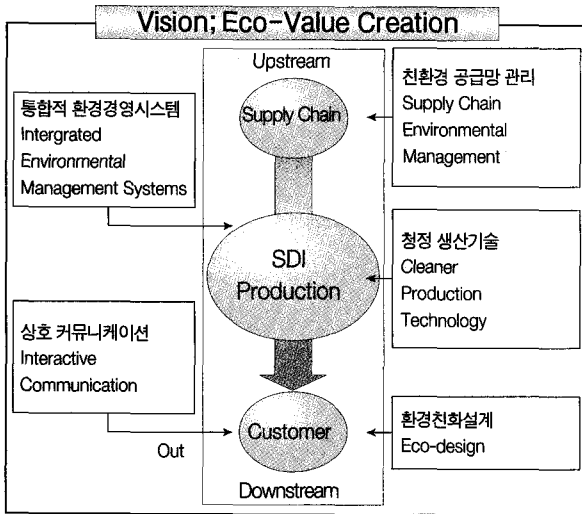 Vision; Eco-Value Creation
Upstream
Supply Chain
SDI
Production
Customer
Downstream
통합적 환경경영시스템
Intergrated
Environmental
Management Systems
상호 커뮤니케이션
Interactive
Communication
Out
친환경 공급망 관리
Supply Chain
Environmental
Management
청정 생산기술
Cleaner
Production
Technology
환경친화설계
Eco-design